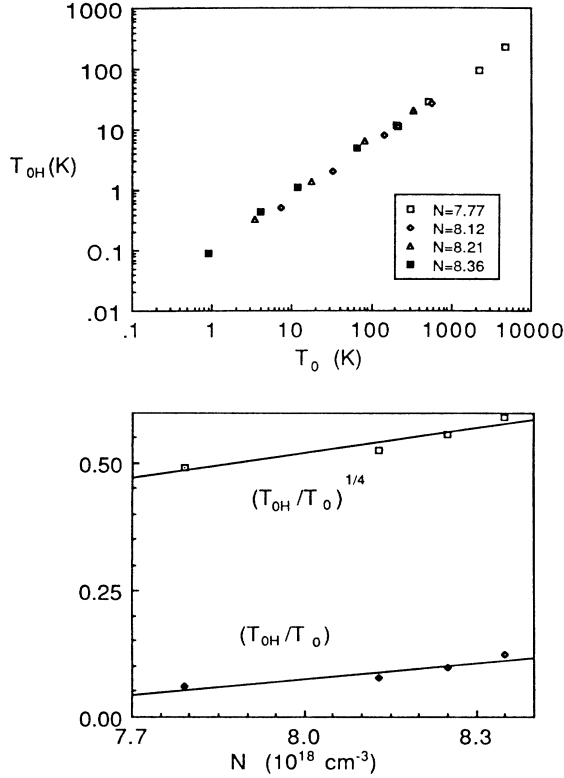 1000
100
T0H(K)
10
1
0.1
.01
N=7.77
N=8.12
N=8.21
N=8.36
.1 1 10 100 1000 10000
T0 (K)
0.50
(T0H/T0)1/4
0.25
(T0H/T0)
0.00
7.7 8.0 8.3
N (1018 cm-3)